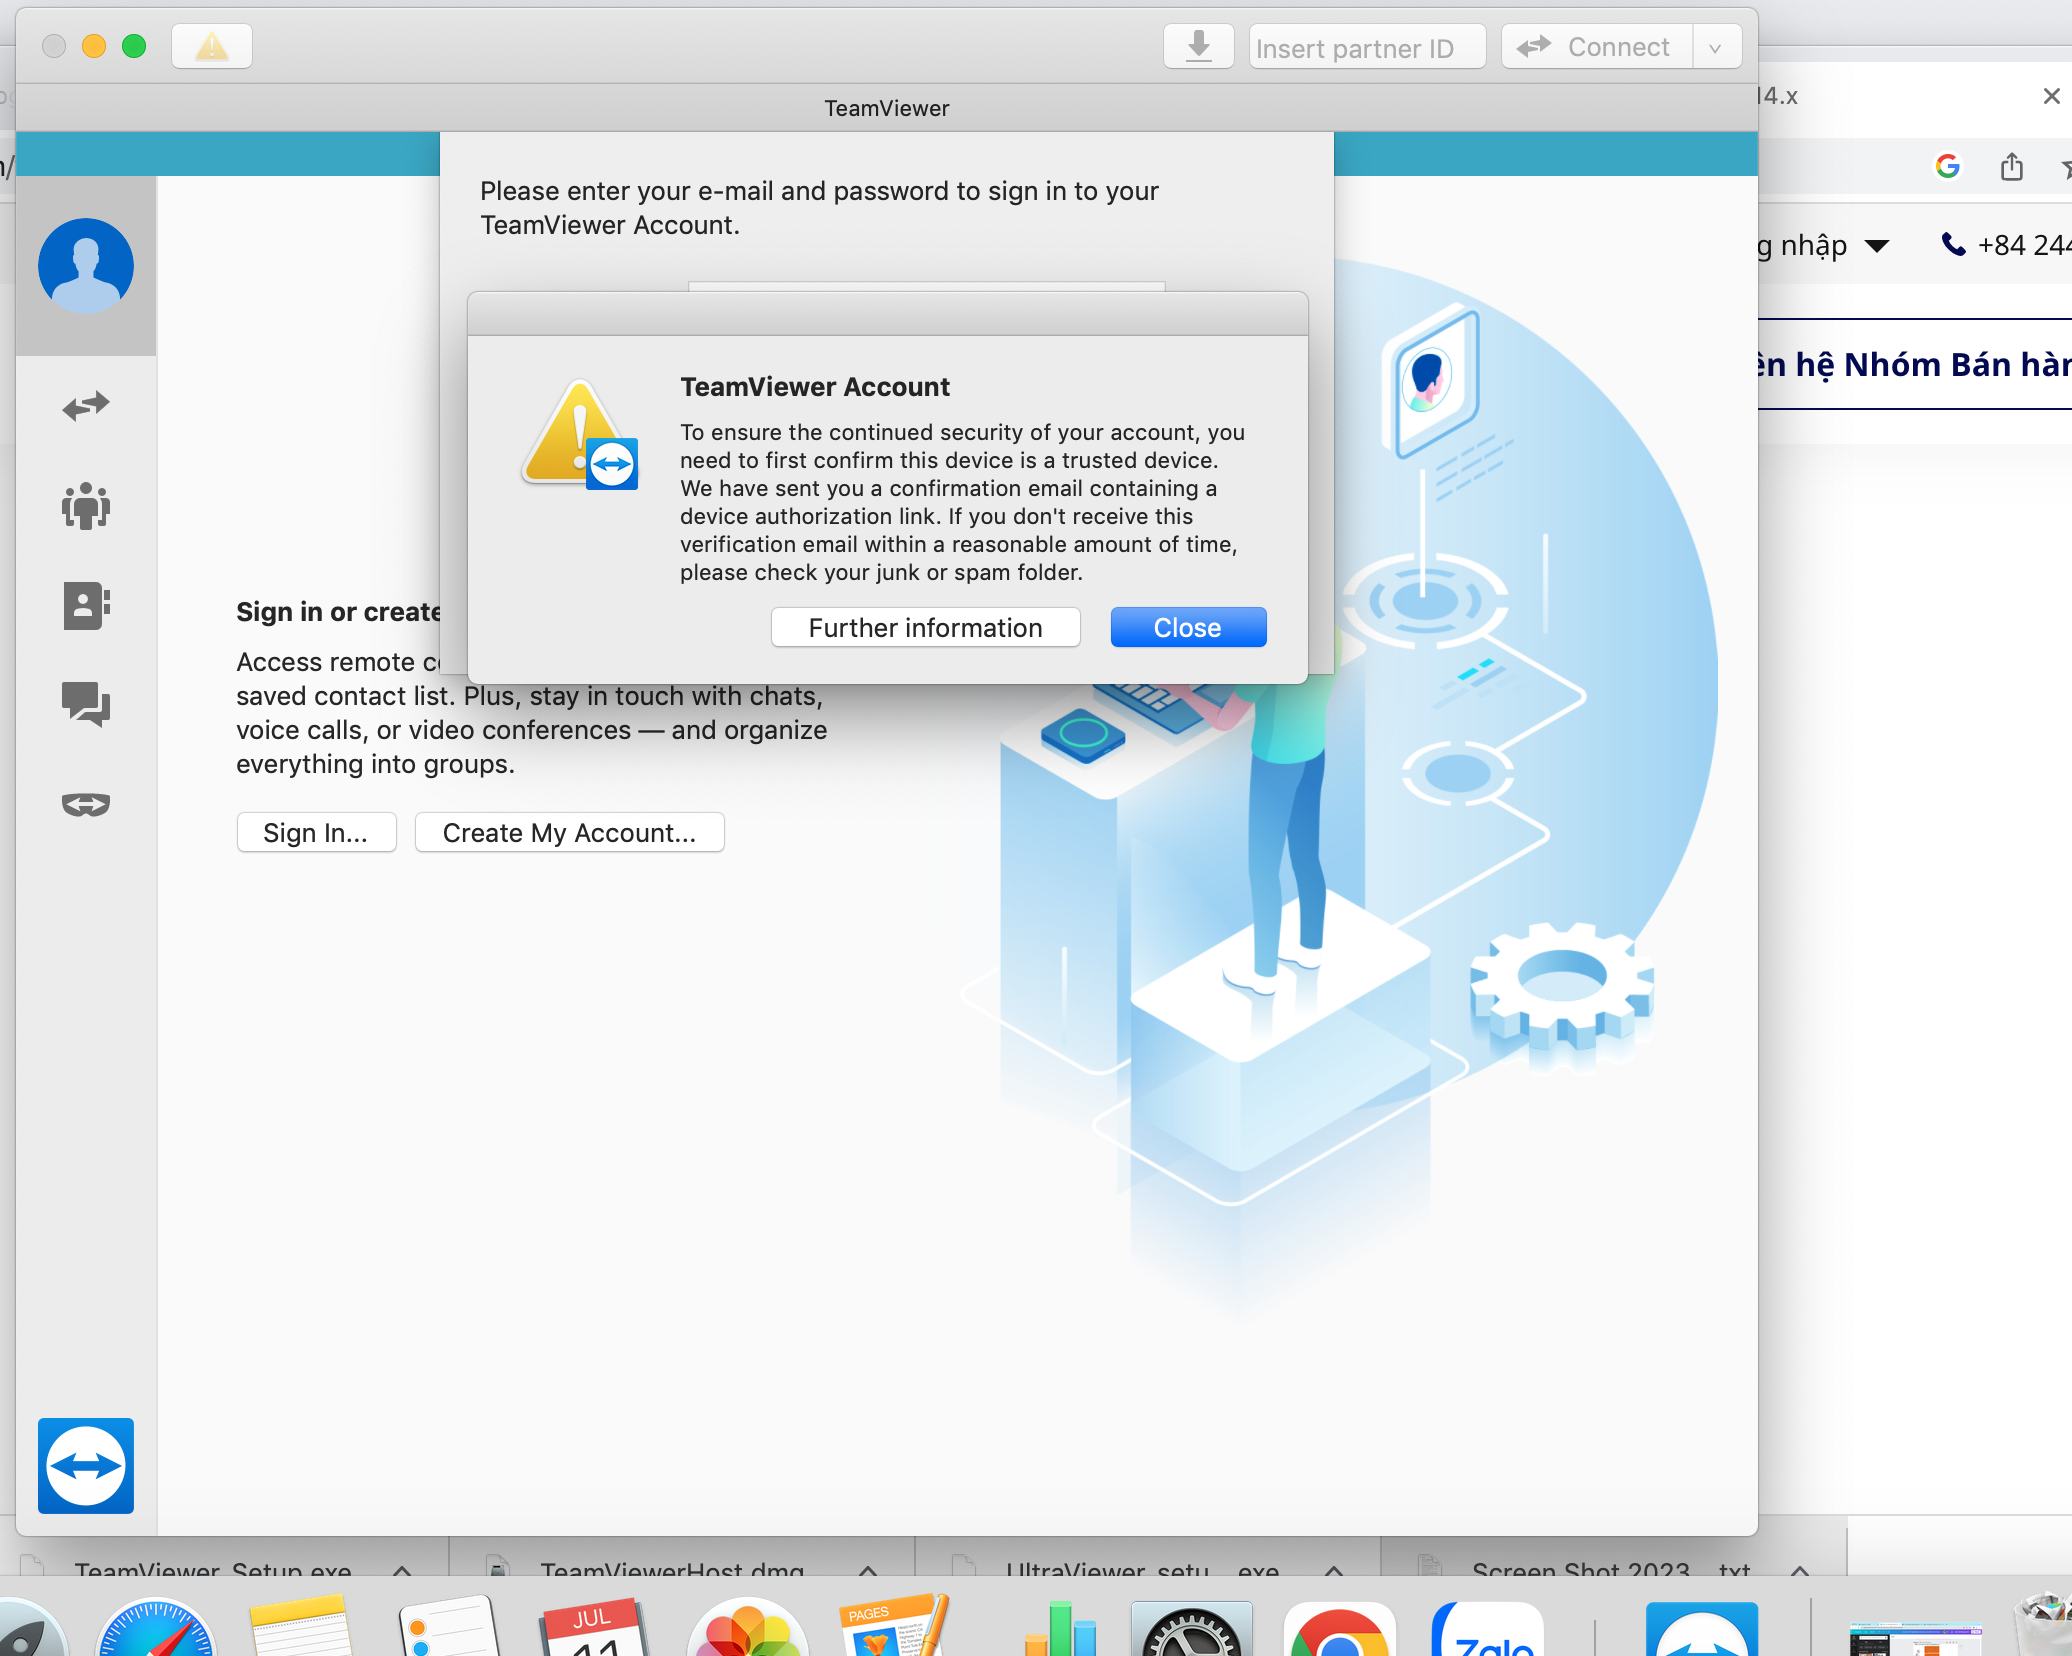 Insert partner ID
Connect
TeamViewer
14.x
Please enter your e-mail and password to sign in to your
TeamViewer Account.
g nhập
+84 244
ên hệ Nhóm Bán hàn
TeamViewer Account
To ensure the continued security of your account, you
need to first confirm this device is a trusted device.
We have sent you a confirmation email containing a
device authorization link. If you don't receive this
verification email within a reasonable amount of time,
please check your junk or spam folder.
Further information
Close
Sign in or create
Access remote c
saved contact list. Plus, stay in touch with chats,
voice calls, or video conferences — and organize
everything into groups.
Sign In...
Create My Account...
TeamViewer_Setup.exe
TeamViewerHost.dmg
UltraViewer_setu....exe
Screen Shot 2023....txt
JUL
11
PAGES
Zalo